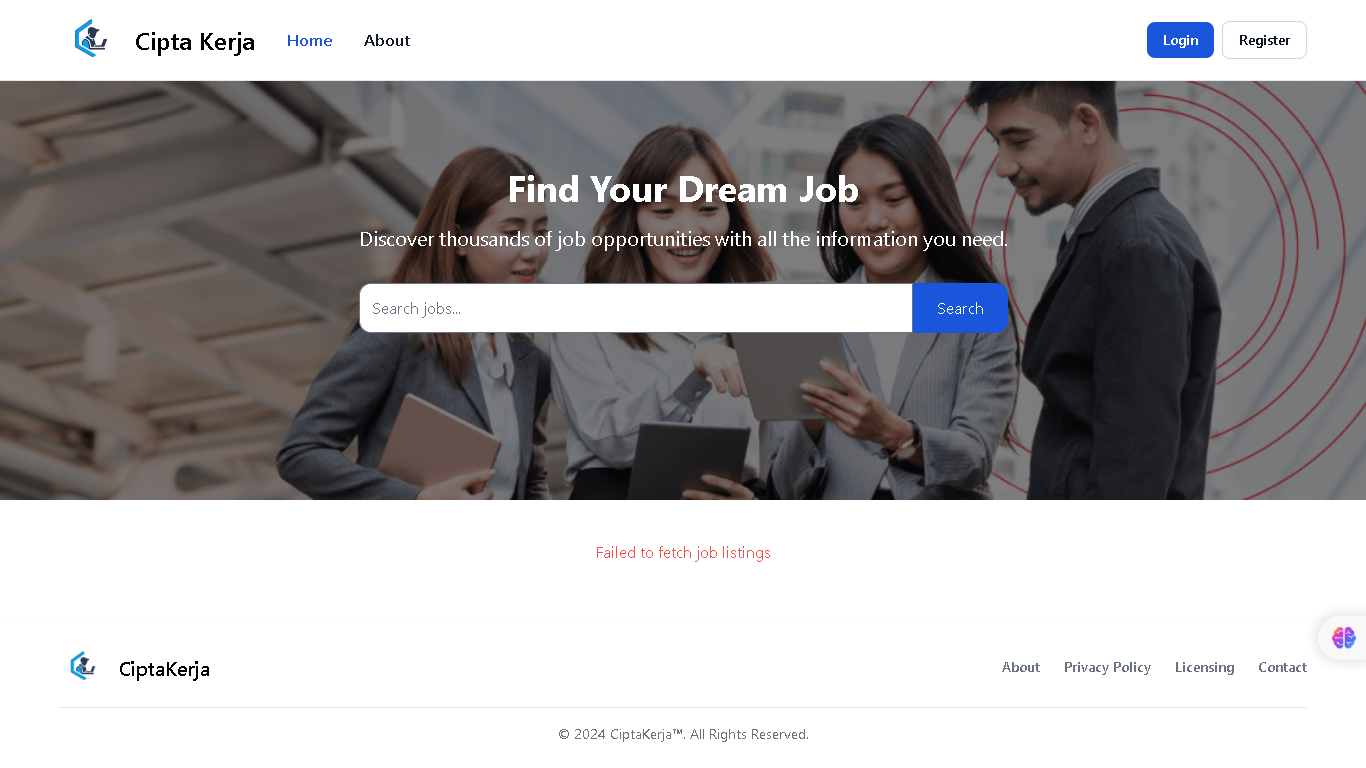 Cipta Kerja
Home
About
Login
Register
Find Your Dream Job
Discover thousands of job opportunities with all the information you need.
Search jobs...
Search
Failed to fetch job listings
CiptaKerja
About
Privacy Policy
Licensing
Contact
© 2024 CiptaKerja™. All Rights Reserved.